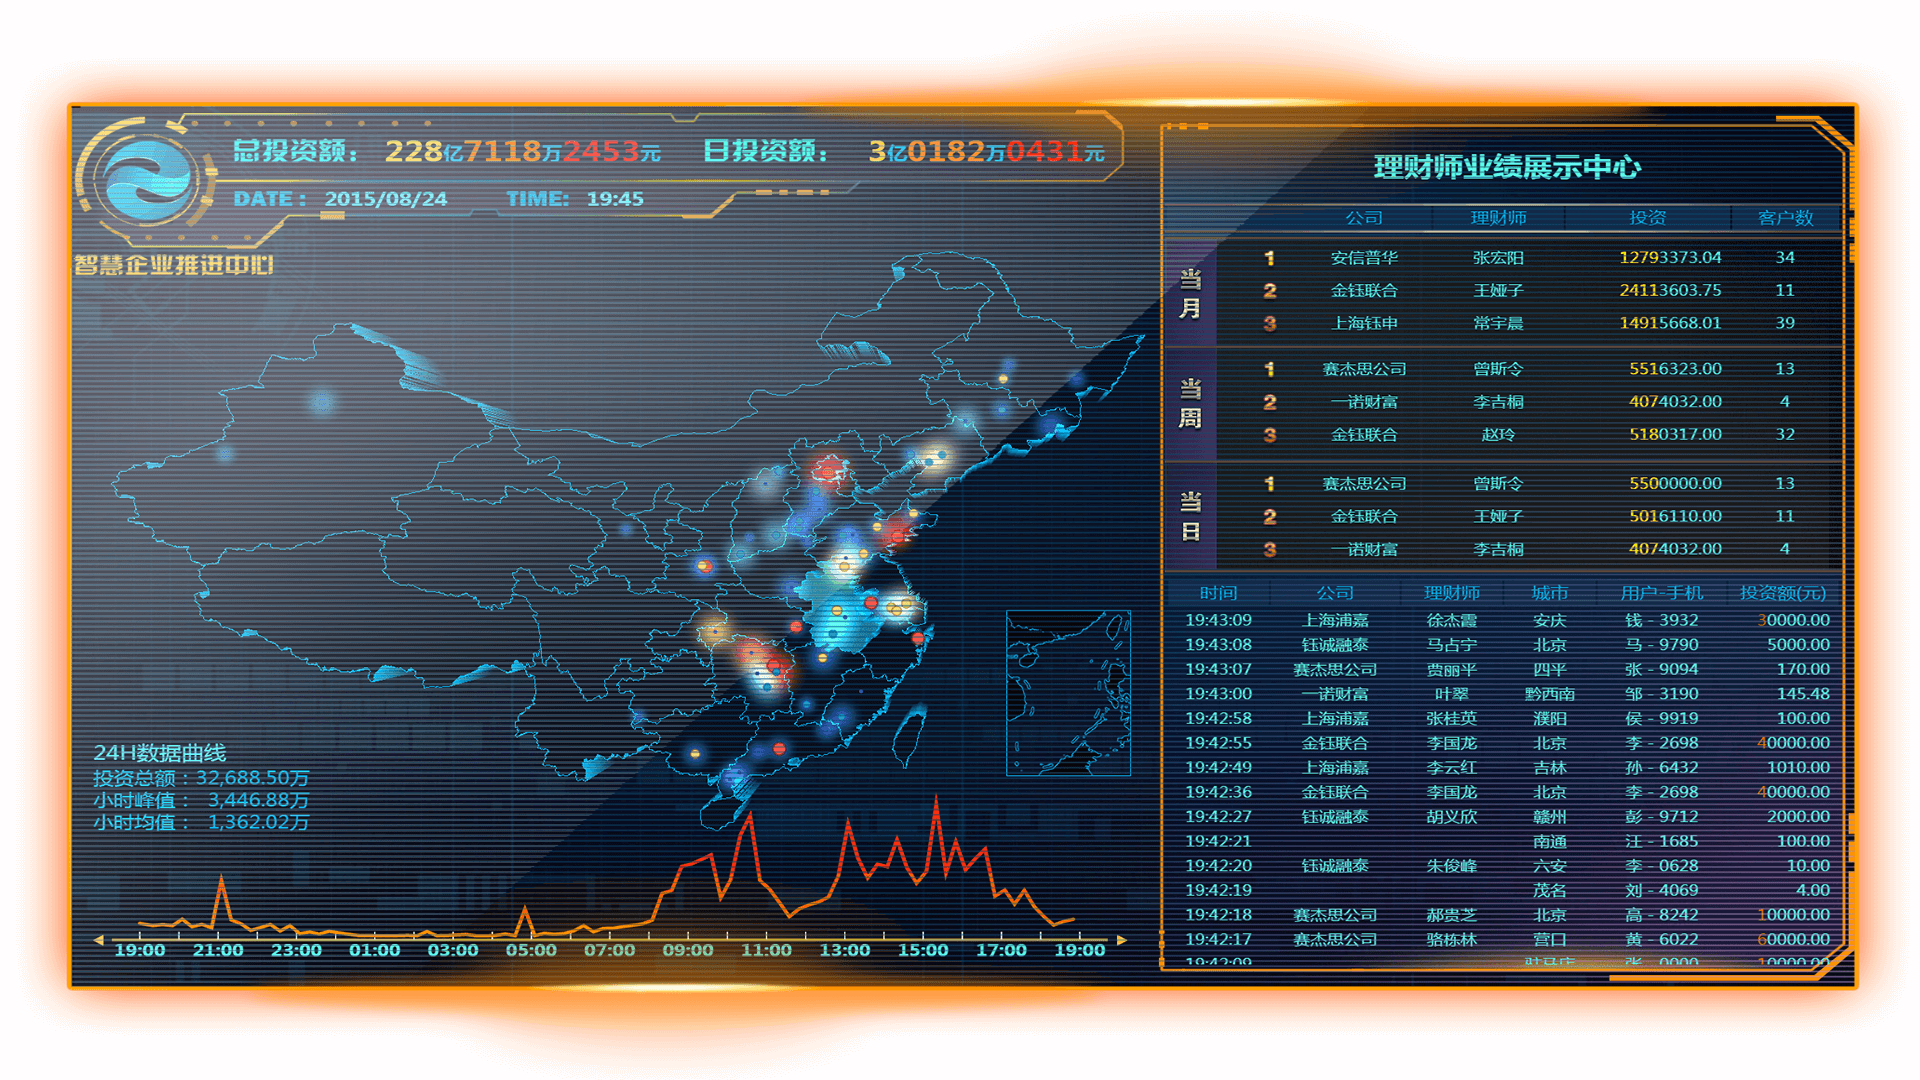 总投资额： 228亿7118万2453元 日投资额： 3亿0182万0431元
DATE： 2015/08/24 TIME: 19:45
智慧企业推进中心
24H数据曲线
投资总额：32,688.50万
小时峰值： 3,446.88万
小时均值： 1,362.02万
19:00 21:00 23:00 01:00 03:00 05:00 07:00 09:00 11:00 13:00 15:00 17:00 19:00
理财师业绩展示中心
公司 理财师 投资 客户数
当月
1 安信普华 张宏阳 12793373.04 34
2 金钰联合 王娅子 24113603.75 11
3 上海钰申 常宇晨 14915668.01 39
当周
1 赛杰思公司 曾斯令 5516323.00 13
2 一诺财富 李吉桐 4074032.00 4
3 金钰联合 赵玲 5180317.00 32
当日
1 赛杰思公司 曾斯令 5500000.00 13
2 金钰联合 王娅子 5016110.00 11
3 一诺财富 李吉桐 4074032.00 4
时间 公司 理财师 城市 用户-手机 投资额(元)
19:43:09 上海浦嘉 徐杰霞 安庆 钱 - 3932 30000.00
19:43:08 钰诚融泰 马占宁 北京 马 - 9790 5000.00
19:43:07 赛杰思公司 贾丽平 四平 张 - 9094 170.00
19:43:00 一诺财富 叶翠 黔西南 邹 - 3190 145.48
19:42:58 上海浦嘉 张桂英 濮阳 侯 - 9919 100.00
19:42:55 金钰联合 李国龙 北京 李 - 2698 40000.00
19:42:49 上海浦嘉 李云红 吉林 孙 - 6432 1010.00
19:42:36 金钰联合 李国龙 北京 李 - 2698 40000.00
19:42:27 钰诚融泰 胡义欣 赣州 彭 - 9712 2000.00
19:42:21 南通 汪 - 1685 100.00
19:42:20 钰诚融泰 朱俊峰 六安 李 - 0628 10.00
19:42:19 茂名 刘 - 4069 4.00
19:42:18 赛杰思公司 郝贵芝 北京 高 - 8242 10000.00
19:42:17 赛杰思公司 骆栋林 营口 黄 - 6022 60000.00
19:42:09 驻马店 张